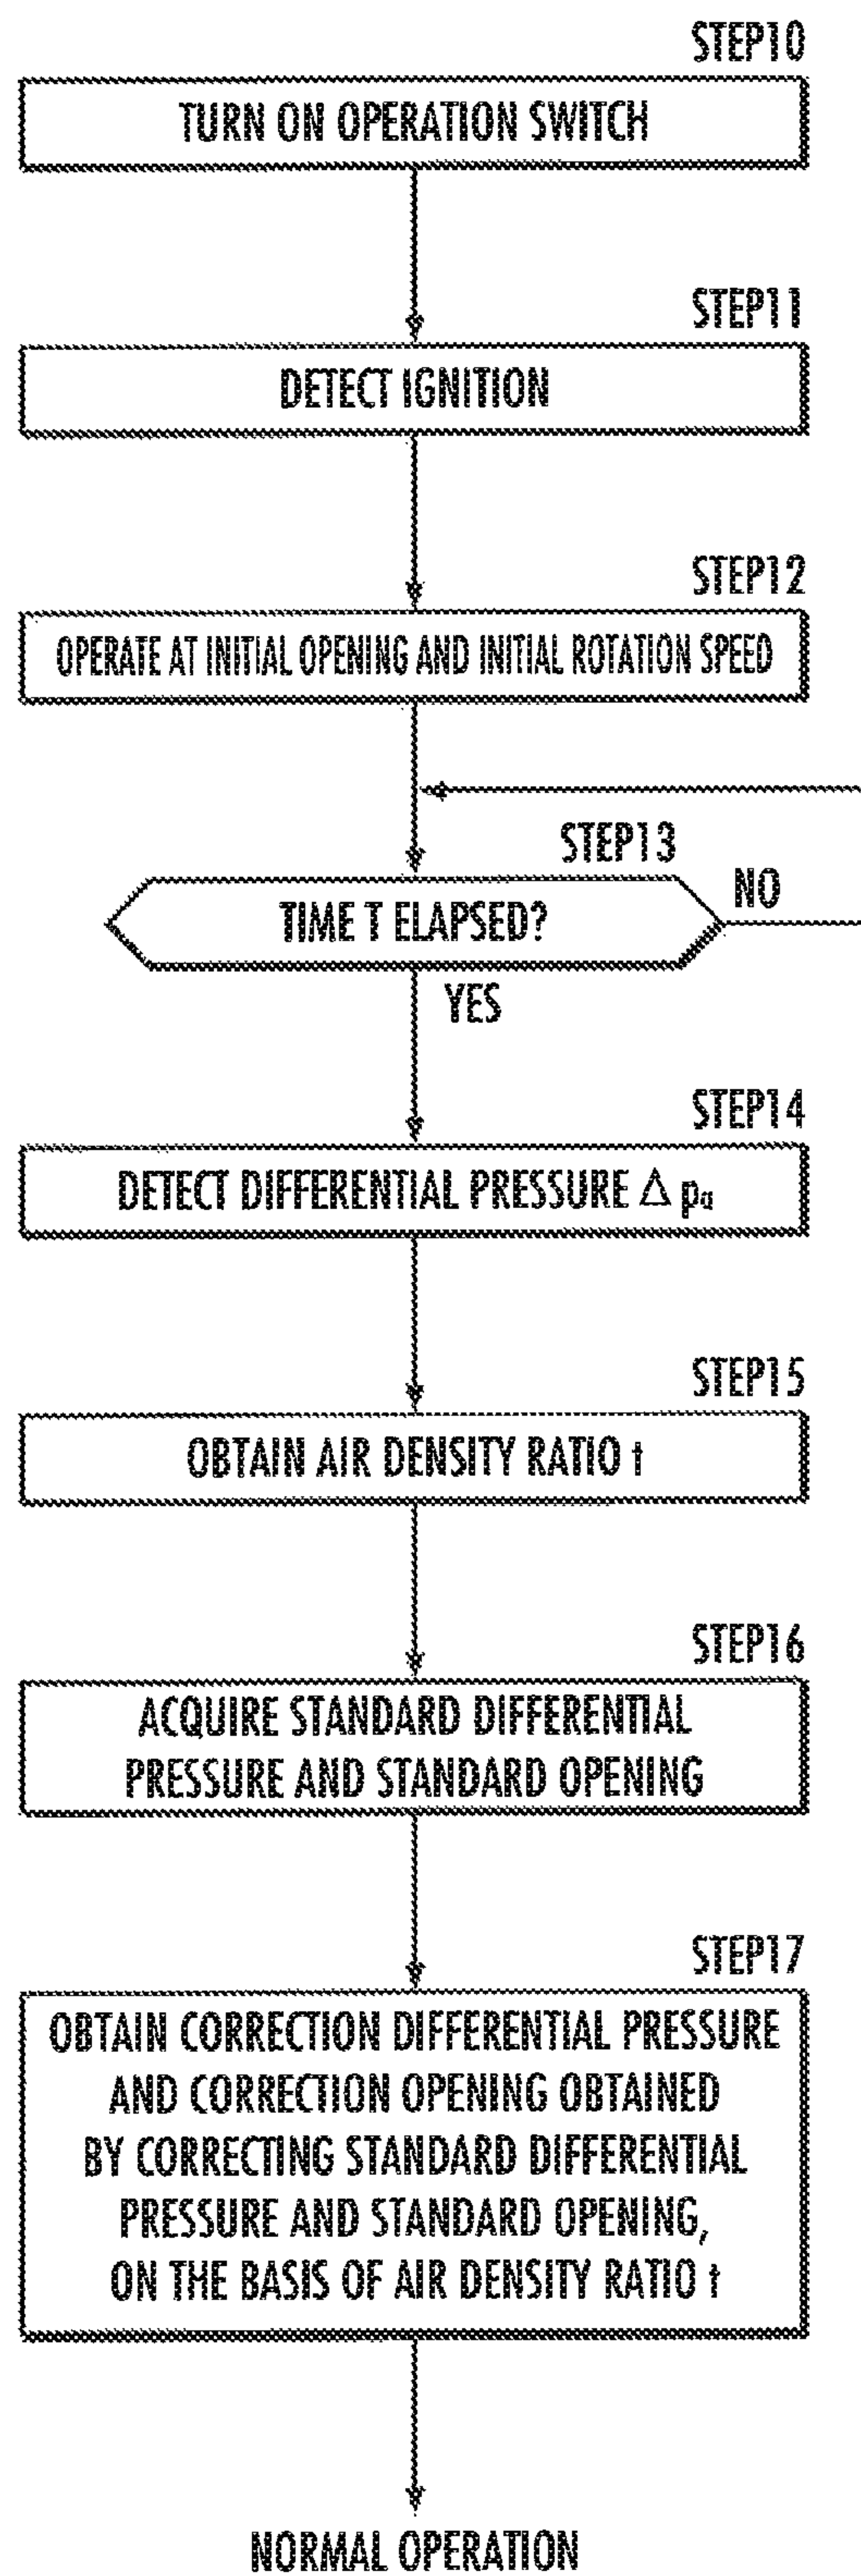 STEP10
TURN ON OPERATION SWITCH
STEP11
DETECT IGNITION
STEP12
OPERATE AT INITIAL OPENING AND INITIAL ROTATION SPEED
STEP13
TIME T ELAPSED?
NO
YES
STEP14
DETECT DIFFERENTIAL PRESSURE Δpa
STEP15
OBTAIN AIR DENSITY RATIO t
STEP16
ACQUIRE STANDARD DIFFERENTIAL
PRESSURE AND STANDARD OPENING
STEP17
OBTAIN CORRECTION DIFFERENTIAL PRESSURE
AND CORRECTION OPENING OBTAINED
BY CORRECTING STANDARD DIFFERENTIAL
PRESSURE AND STANDARD OPENING,
ON THE BASIS OF AIR DENSITY RATIO t
NORMAL OPERATION